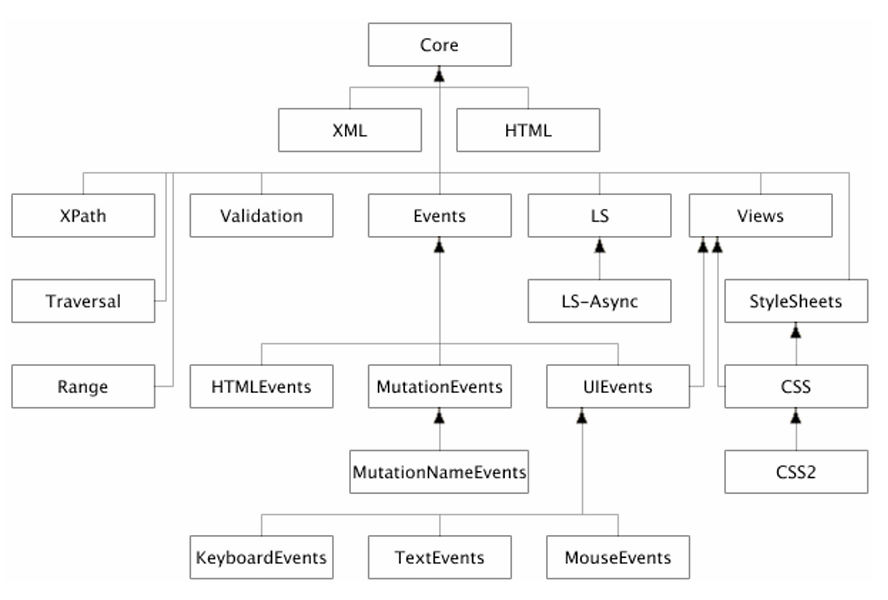 Core
XML
HTML
XPath
Validation
Events
LS
Views
Traversal
LS-Async
StyleSheets
Range
HTMLEvents
MutationEvents
UIEvents
CSS
MutationNameEvents
CSS2
KeyboardEvents
TextEvents
MouseEvents